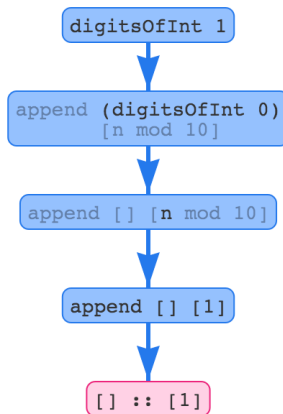 digitsOfInt 1
append (digitsOfInt 0)
[n mod 10]
append [] [n mod 10]
append [] [1]
[] :: [1]